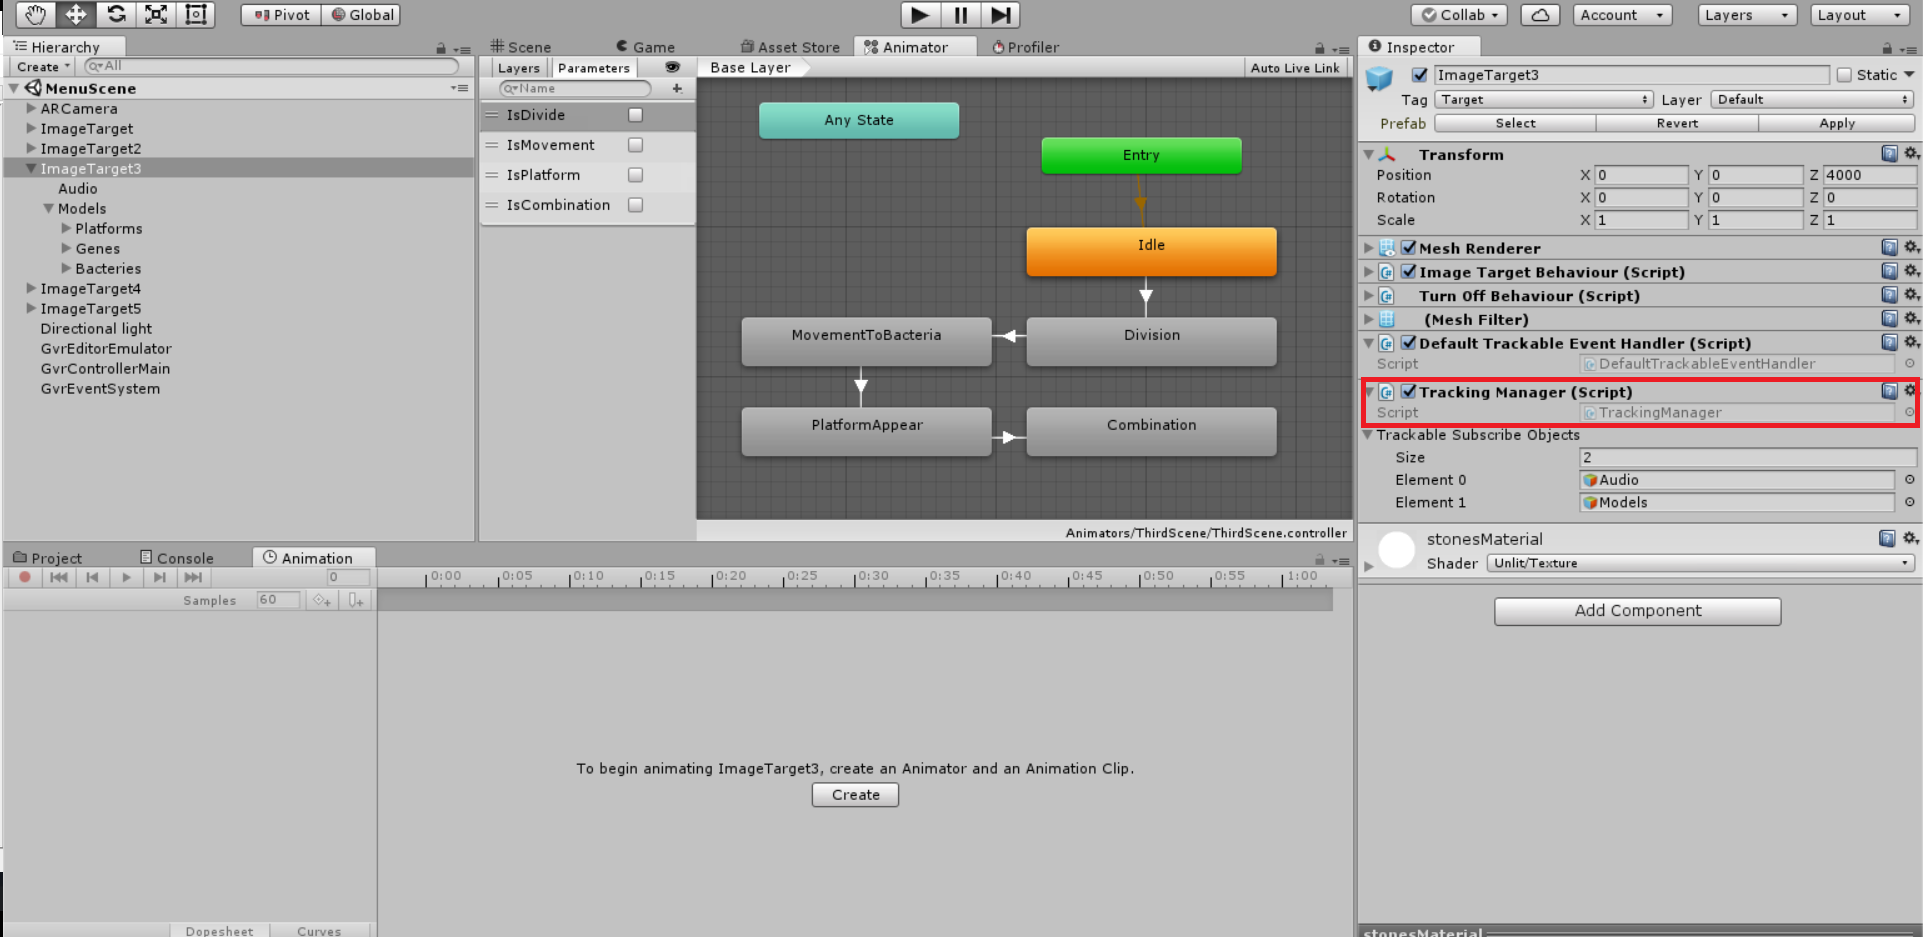 Pivot Global Collab Account Layers Layout
Hierarchy
Create All
MenuScene
ARCamera
ImageTarget
ImageTarget2
ImageTarget3
Audio
Models
Platforms
Genes
Bacteries
ImageTarget4
ImageTarget5
Directional light
GvrEditorEmulator
GvrControllerMain
GvrEventSystem
Scene Game Asset Store Animator Profiler
Layers Parameters Base Layer Auto Live Link
Name
IsDivide
IsMovement
IsPlatform
IsCombination
Any State
Entry
Idle
MovementToBacteria
Division
PlatformAppear
Combination
Animators/ThirdScene/ThirdScene.controller
Inspector
ImageTarget3 Static
Tag Target Layer Default
Prefab Select Revert Apply
Transform
Position X 0 Y 0 Z 4000
Rotation X 0 Y 0 Z 0
Scale X 1 Y 1 Z 1
Mesh Renderer
Image Target Behaviour (Script)
Turn Off Behaviour (Script)
(Mesh Filter)
Default Trackable Event Handler (Script)
Script DefaultTrackableEventHandler
Tracking Manager (Script)
Script TrackingManager
Trackable Subscribe Objects
Size 2
Element 0 Audio
Element 1 Models
stonesMaterial
Shader Unlit/Texture
Add Component
stonesMaterial
Project Console Animation
0 0:00 0:05 0:10 0:15 0:20 0:25 0:30 0:35 0:40 0:45 0:50 0:55 1:00
Samples 60
To begin animating ImageTarget3, create an Animator and an Animation Clip.
Create
Dopesheet Curves